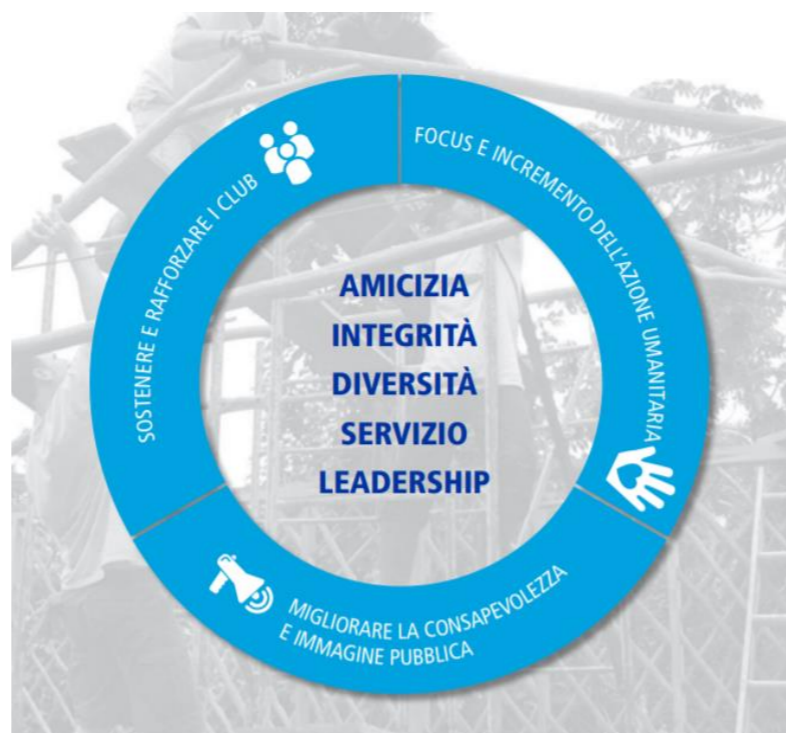 SOSTENERE E RAFFORZARE I CLUB
FOCUS E INCREMENTO DELL'AZIONE UMANITARIA
AMICIZIA
INTEGRITÀ
DIVERSITÀ
SERVIZIO
LEADERSHIP
MIGLIORARE LA CONSAPEVOLEZZA
E IMMAGINE PUBBLICA